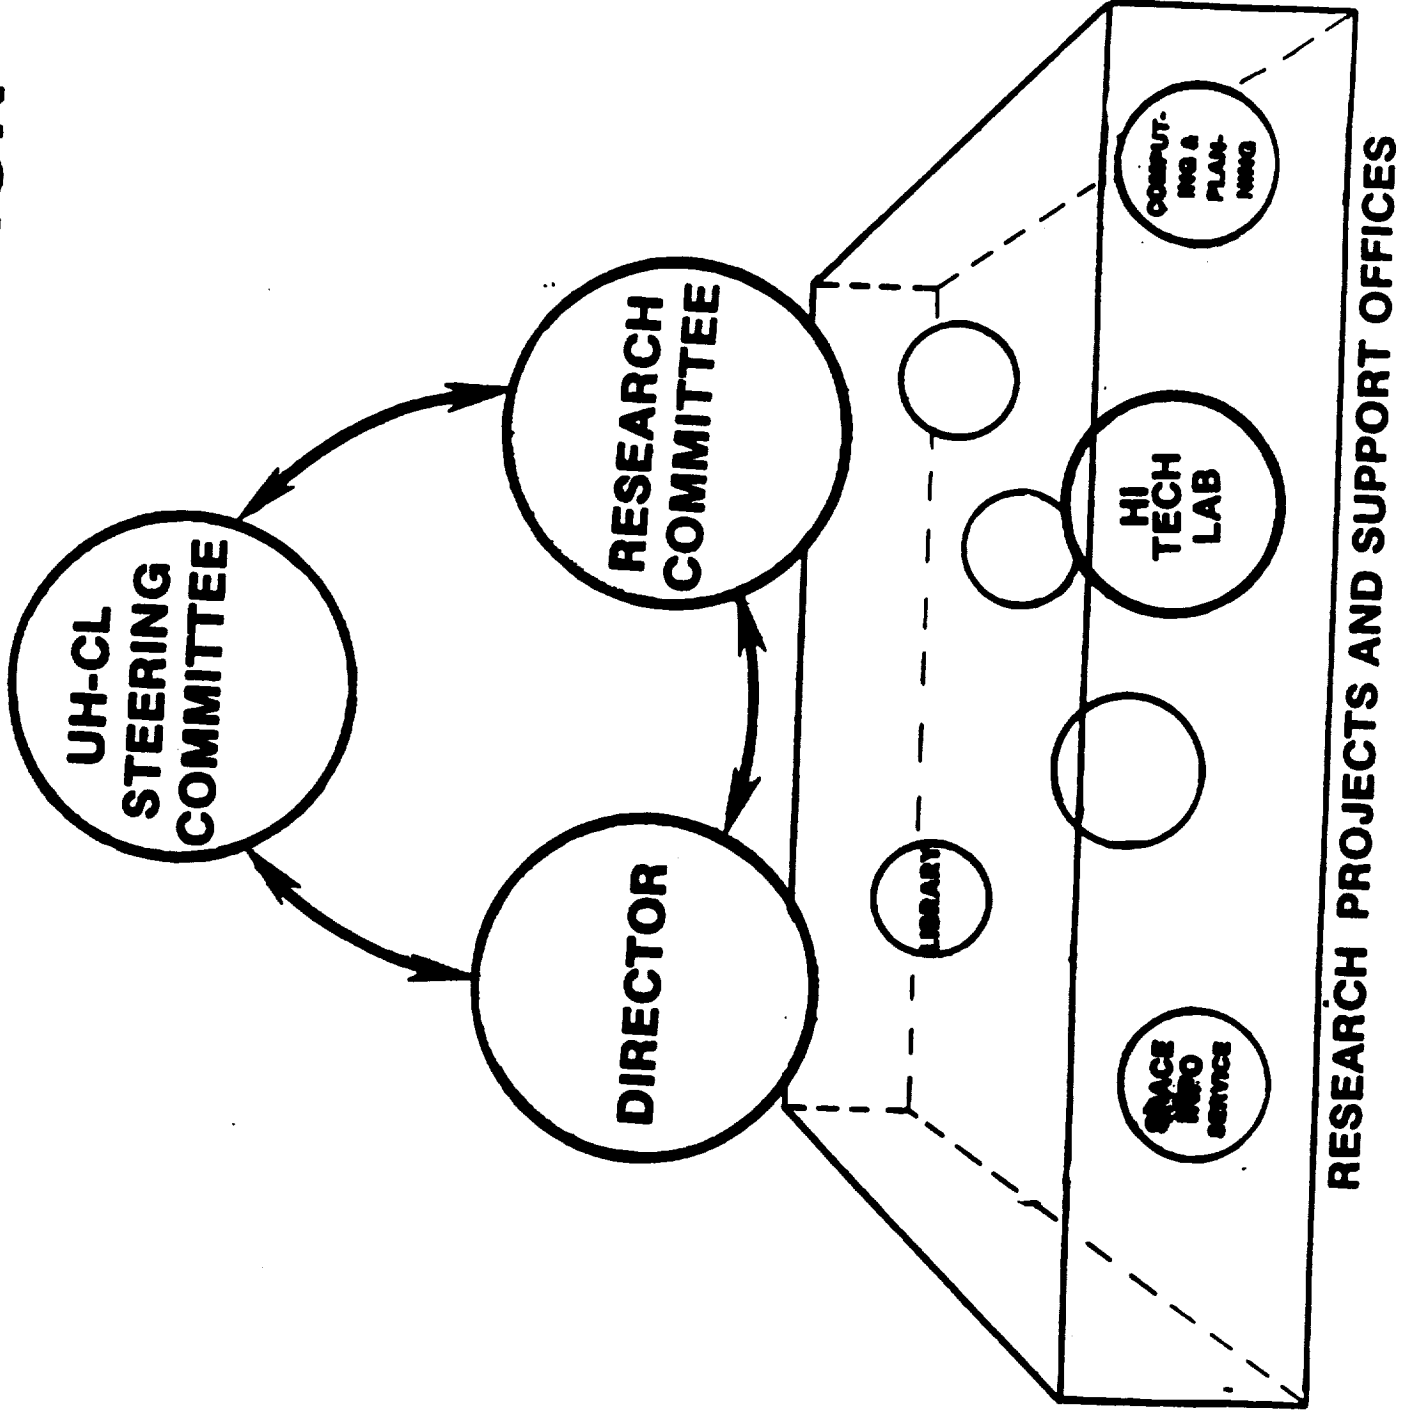 UH-CL
STEERING
COMMITTEE
DIRECTOR
RESEARCH
COMMITTEE
LIBRARY
SPACE
INFO
SERVICE
HI
TECH
LAB
COMPUT-
ING &
PLAN-
NING
RESEARCH PROJECTS AND SUPPORT OFFICES